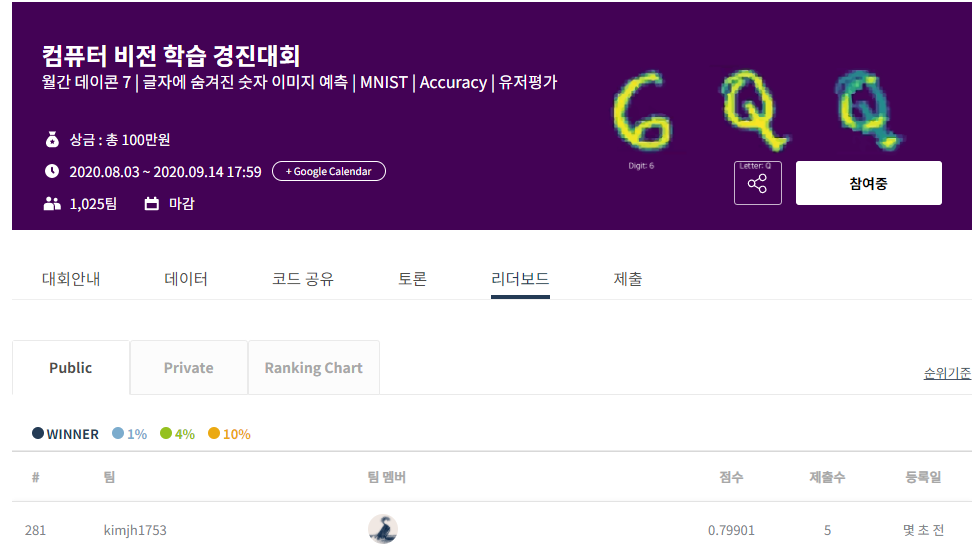 컴퓨터 비전 학습 경진대회
월간 데이콘 7 | 글자에 숨겨진 숫자 이미지 예측 | MNIST | Accuracy | 유저평가
상금 : 총 100만원
2020.08.03 ~ 2020.09.14 17:59 + Google Calendar
1,025팀 마감
6 Q Q
Digit: 6
Letter: Q
참여중
대회안내 데이터 코드 공유 토론 리더보드 제출
Public Private Ranking Chart
순위기준
WINNER 1% 4% 10%
# 팀 팀 멤버 점수 제출수 등록일
281 kimjh1753 0.79901 5 몇 초 전